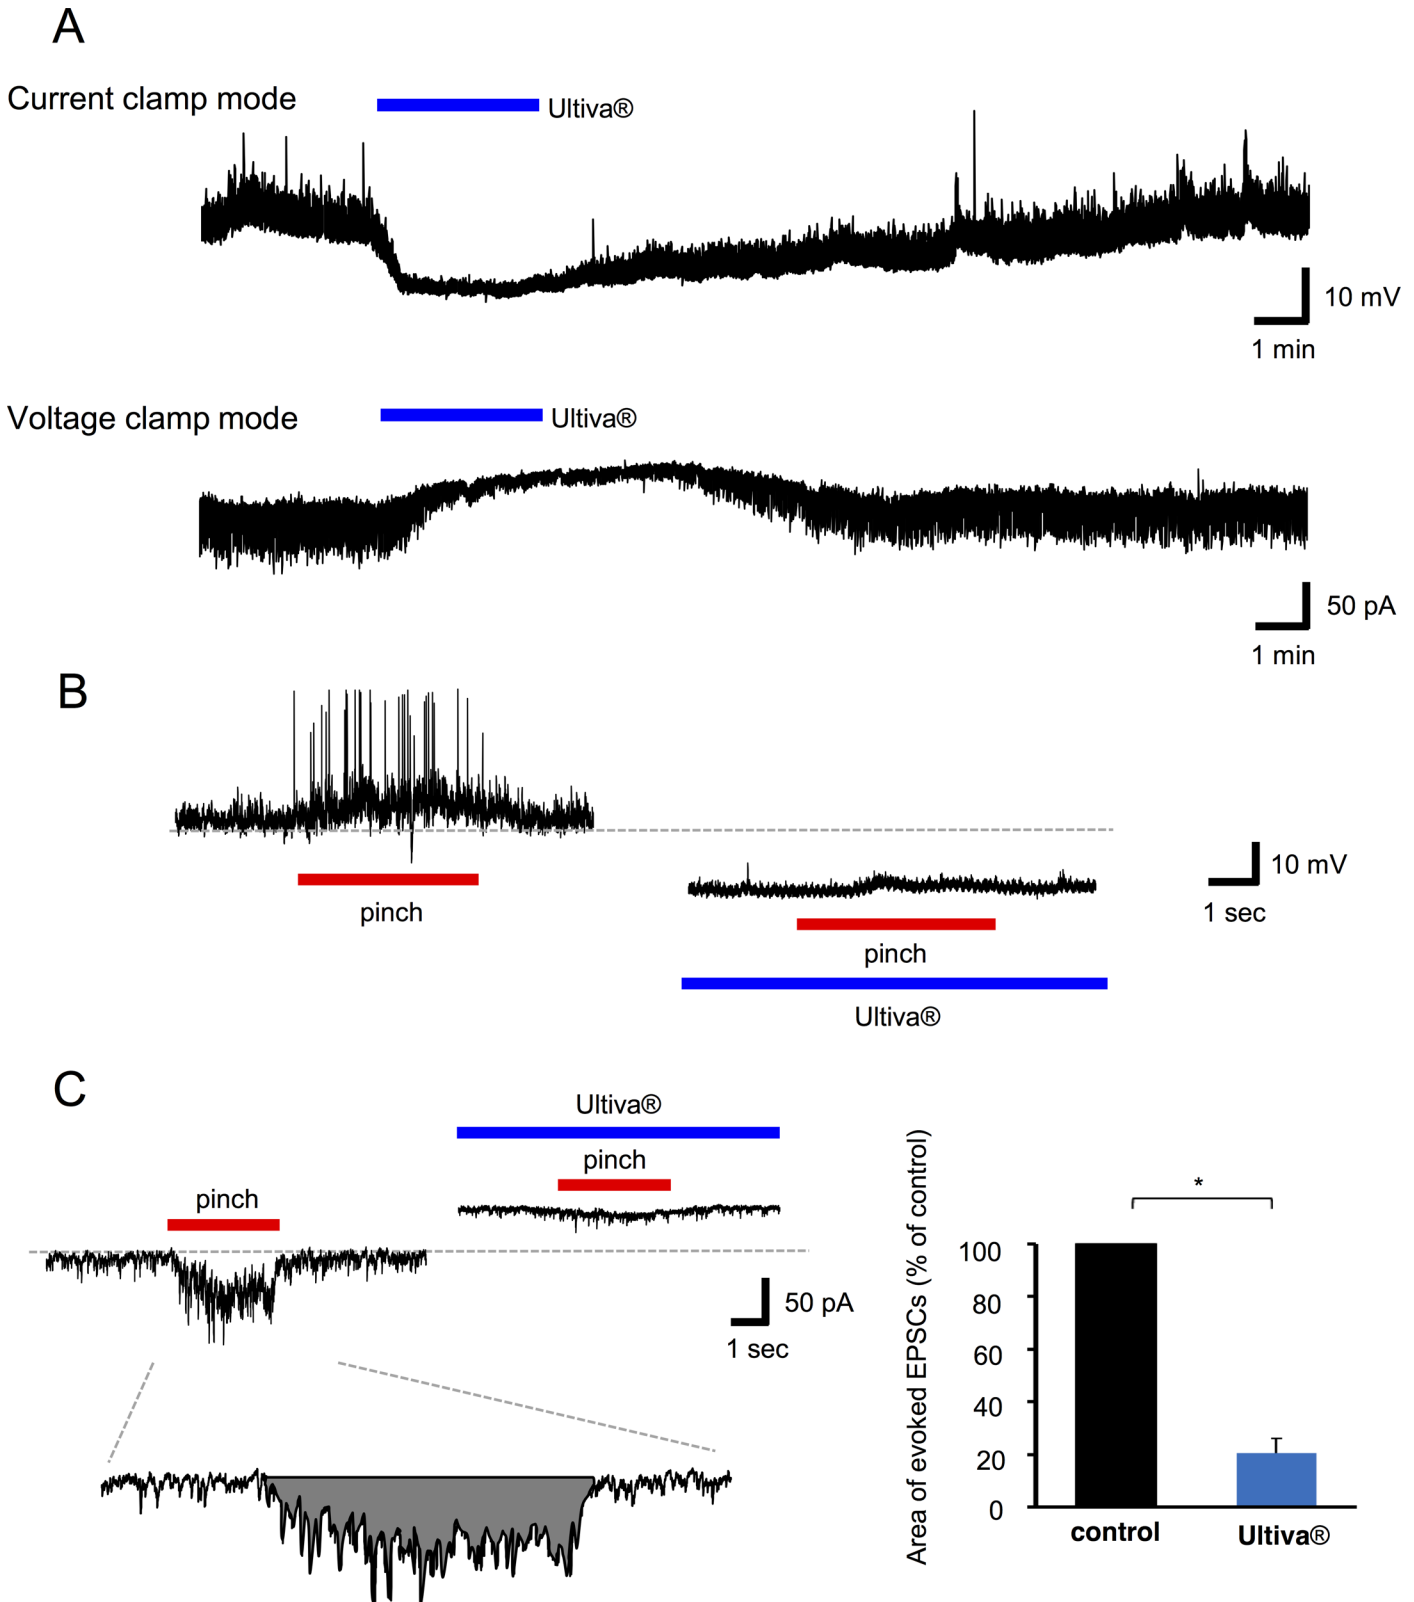 A
Current clamp mode
Ultiva®
10 mV
1 min
Voltage clamp mode
Ultiva®
50 pA
1 min
B
pinch
10 mV
1 sec
pinch
Ultiva®
C
Ultiva®
pinch
pinch
50 pA
1 sec
Area of evoked EPSCs (% of control)
*
100
80
60
40
20
0
control
Ultiva®